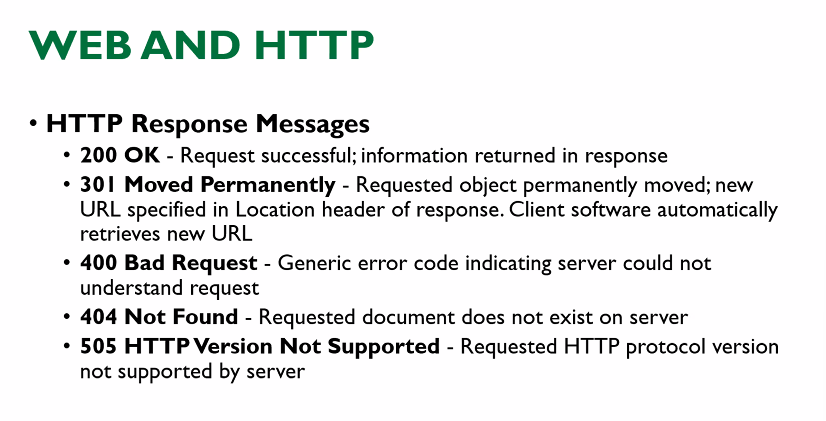 WEB AND HTTP
• HTTP Response Messages
• 200 OK - Request successful; information returned in response
• 301 Moved Permanently - Requested object permanently moved; new
URL specified in Location header of response. Client software automatically
retrieves new URL
• 400 Bad Request - Generic error code indicating server could not
understand request
• 404 Not Found - Requested document does not exist on server
• 505 HTTP Version Not Supported - Requested HTTP protocol version
not supported by server